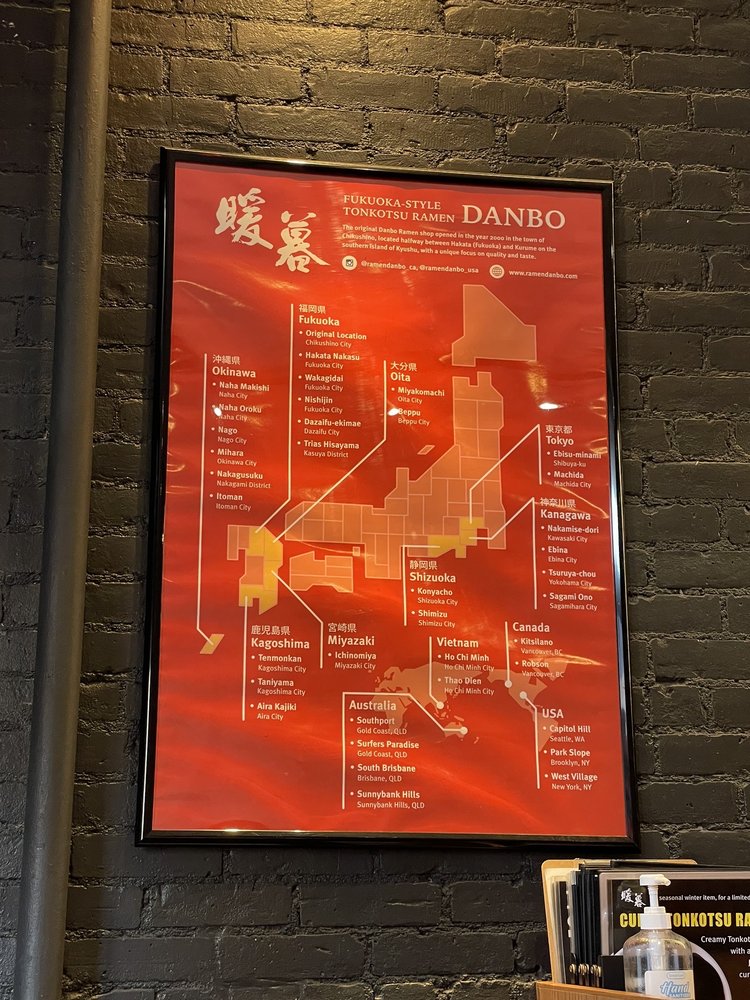 暖暮
FUKUOKA-STYLE
TONKOTSU RAMEN DANBO
The original Danbo Ramen shop opened in the year 2000 in the town of
Chikushino, located halfway between Hakata (Fukuoka) and Kurume on the
southern island of Kyushu, with a unique focus on quality and taste.
@ramendanbo_ca, @ramendanbo_usa
www.ramendanbo.com
福岡県
Fukuoka
• Original Location
Chikushino City
• Hakata Nakasu
Fukuoka City
• Wakagidai
Fukuoka City
• Nishijin
Fukuoka City
• Dazaifu-ekimae
Dazaifu City
• Trias Hisayama
Kasuya District
沖縄県
Okinawa
• Naha Makishi
Naha City
• Naha Oroku
Naha City
• Nago
Nago City
• Mihara
Okinawa City
• Nakagusuku
Nakagami District
• Itoman
Itoman City
大分県
Oita
• Miyakomachi
Oita City
• Beppu
Beppu City
東京都
Tokyo
• Ebisu-minami
Shibuya-ku
• Machida
Machida City
神奈川県
Kanagawa
• Nakamise-dori
Kawasaki City
• Ebina
Ebina City
• Tsuruya-chou
Yokohama City
• Sagami Ono
Sagamihara City
静岡県
Shizuoka
• Konyacho
Shizuoka City
• Shimizu
Shimizu City
鹿児島県
Kagoshima
• Tenmonkan
Kagoshima City
• Taniyama
Kagoshima City
• Aira Kajiki
Aira City
宮崎県
Miyazaki
• Ichinomiya
Miyazaki City
Vietnam
• Ho Chi Minh
Ho Chi Minh City
• Thao Dien
Ho Chi Minh City
Canada
• Kitsilano
Vancouver, BC
• Robson
Vancouver, BC
Australia
• Southport
Gold Coast, QLD
• Surfers Paradise
Gold Coast, QLD
• South Brisbane
Brisbane, QLD
• Sunnybank Hills
Sunnybank Hills, QLD
USA
• Capitol Hill
Seattle, WA
• Park Slope
Brooklyn, NY
• West Village
New York, NY
暖暮
seasonal winter item, for a limited
TONKOTSU
Creamy
with a
Hand